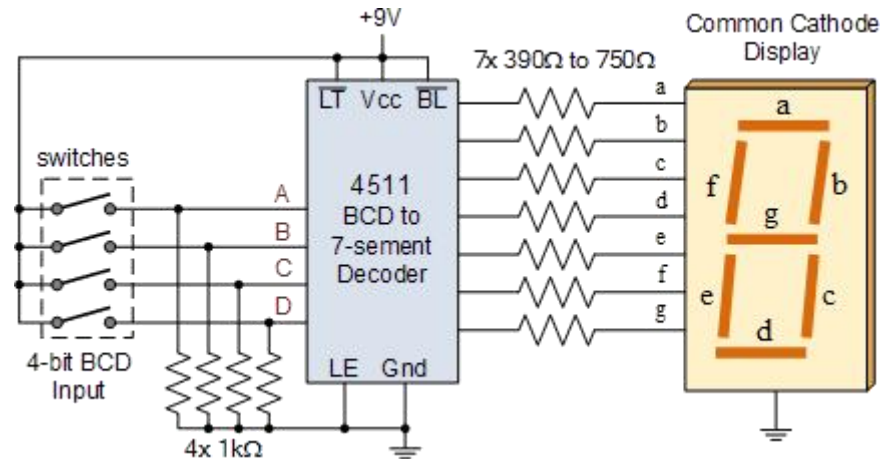 +9V
Common Cathode
Display
7x 390Ω to 750Ω
LT Vcc BL
switches
4511
BCD to
7-sement
Decoder
A
B
C
D
4-bit BCD
Input
LE Gnd
4x 1kΩ
a
b
c
d
e
f
g
a
f b
g
e c
d